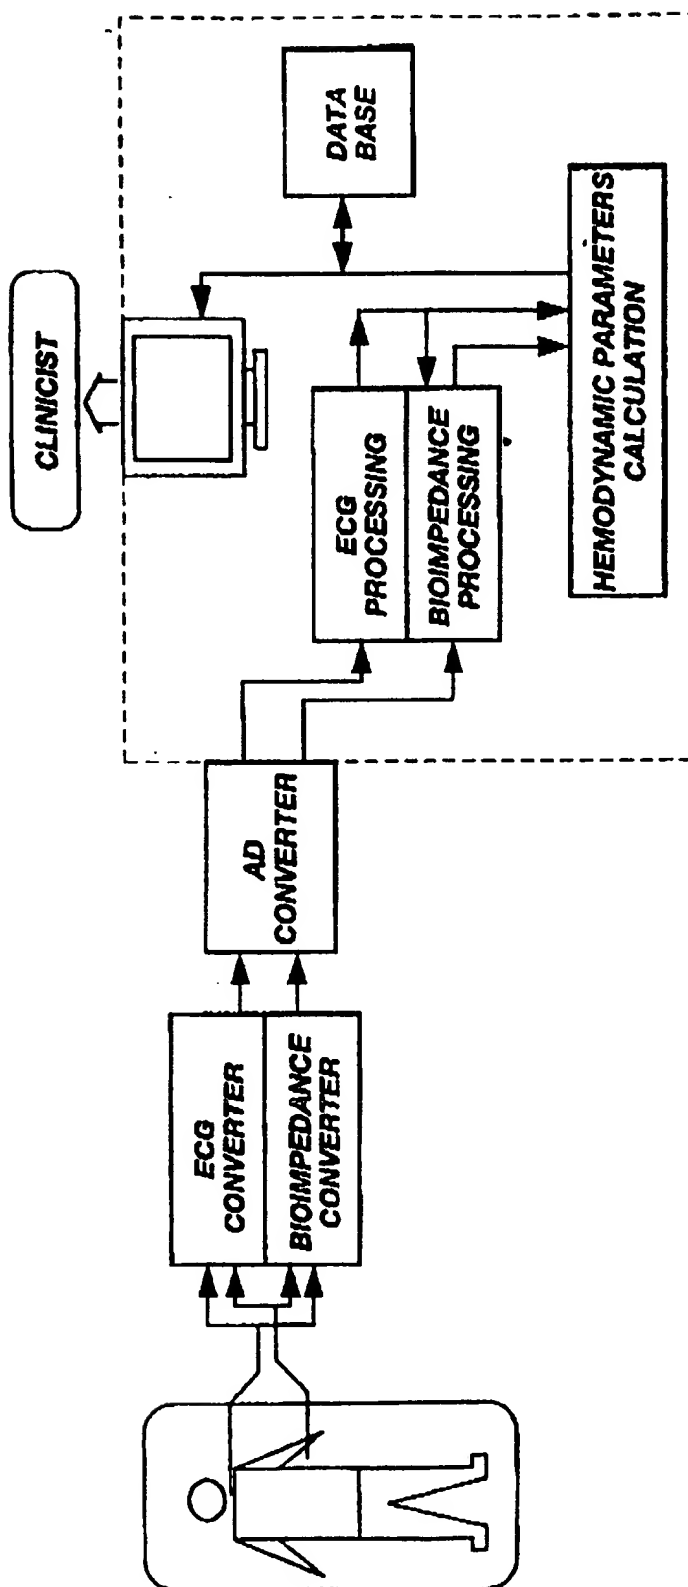 ECG
CONVERTER
BIOIMPEDANCE
CONVERTER
AD
CONVERTER
ECG
PROCESSING
BIOIMPEDANCE
PROCESSING
HEMODYNAMIC PARAMETERS
CALCULATION
DATA
BASE
CLINICIST